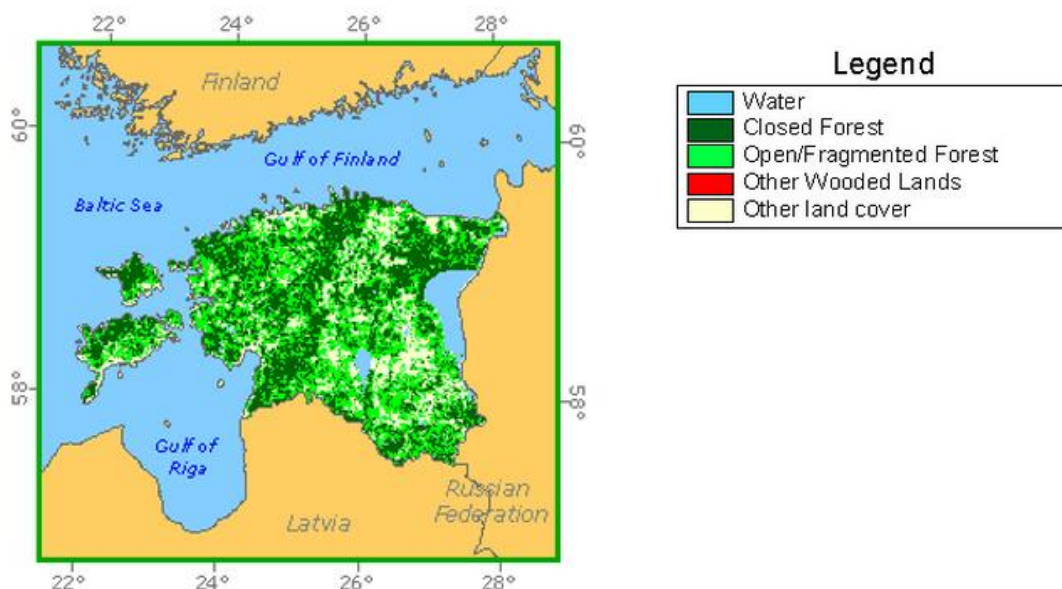 22° 24° 26° 28°
Finland
60°
60°
Gulf of Finland
Baltic Sea
58°
58°
Gulf of
Riga
Latvia
Russian
Federation
22° 24° 26° 28°
Legend
Water
Closed Forest
Open/Fragmented Forest
Other Wooded Lands
Other land cover